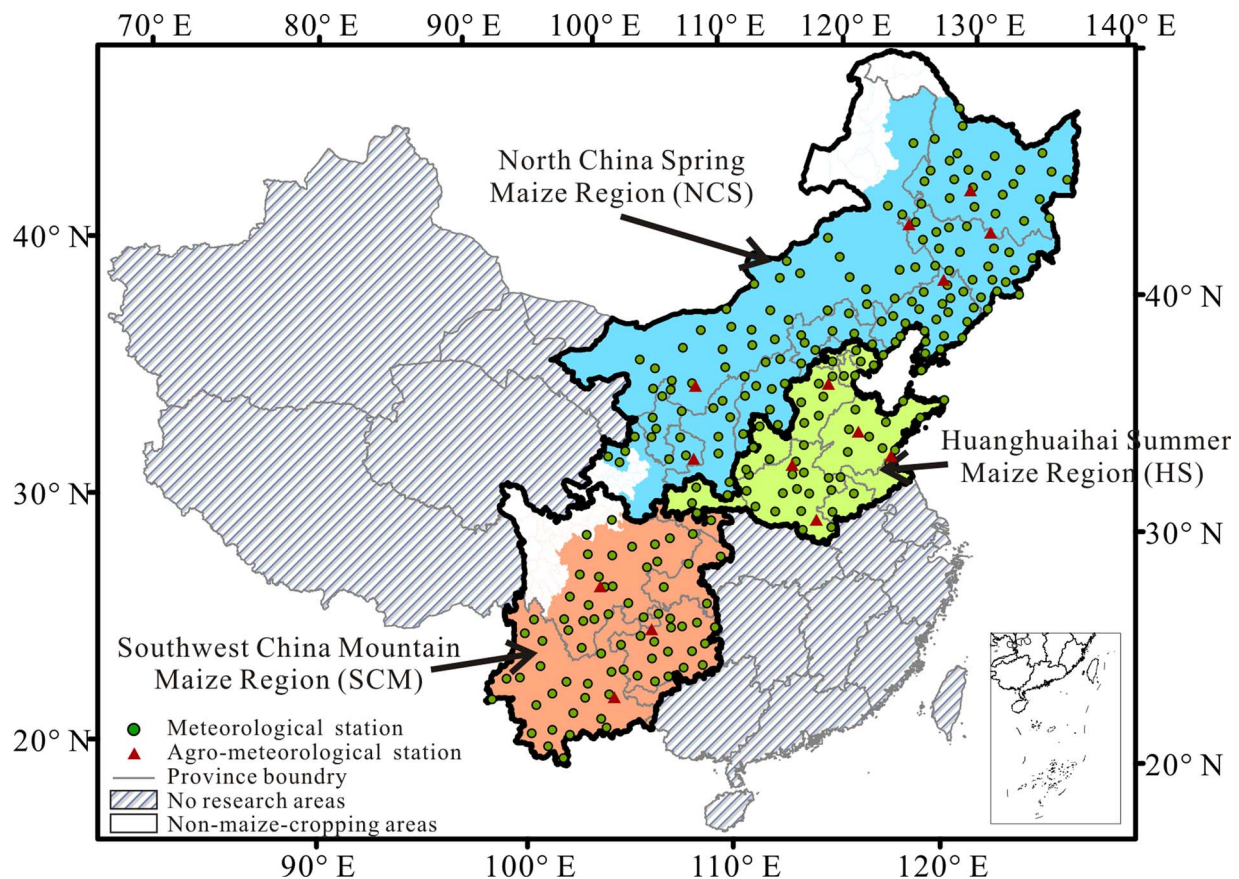 70° E 80° E 90° E 100° E 110° E 120° E 130° E 140° E
North China Spring
Maize Region (NCS)
40° N
40° N
Huanghuaihai Summer
Maize Region (HS)
30° N
30° N
Southwest China Mountain
Maize Region (SCM)
Meteorological station
Agro-meteorological station
Province boundry
No research areas
Non-maize-cropping areas
20° N
20° N
90° E 100° E 110° E 120° E